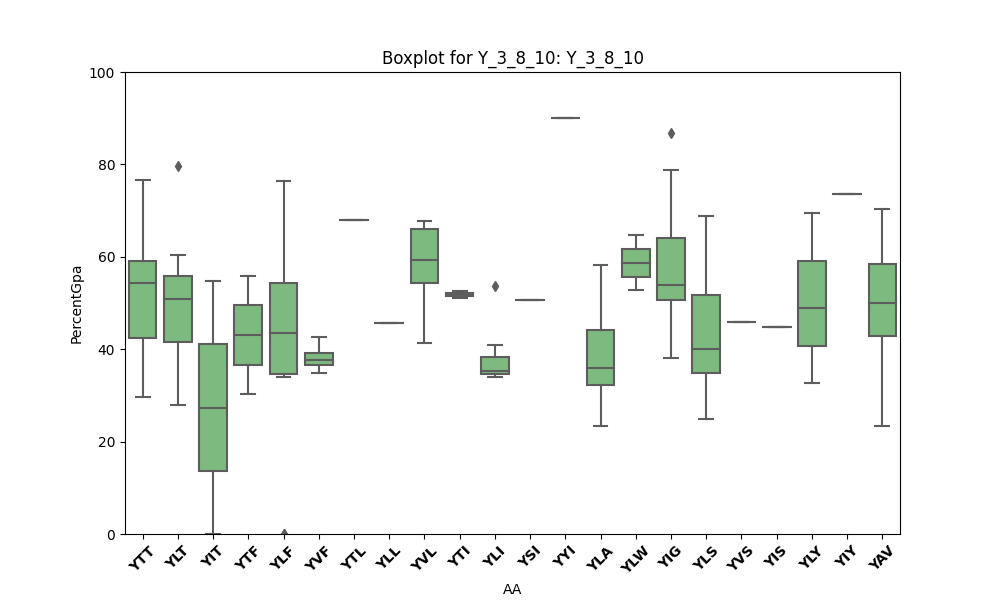 Boxplot for Y_3_8_10: Y_3_8_10
100
80
60
40
20
0
PercentGpa
YTT YLT YIT YTF YLF YVF YTL YLL YVL YTI YLI YSI YYI YLA YLW YIG YLS YVS YIS YLY YIY YAV
AA